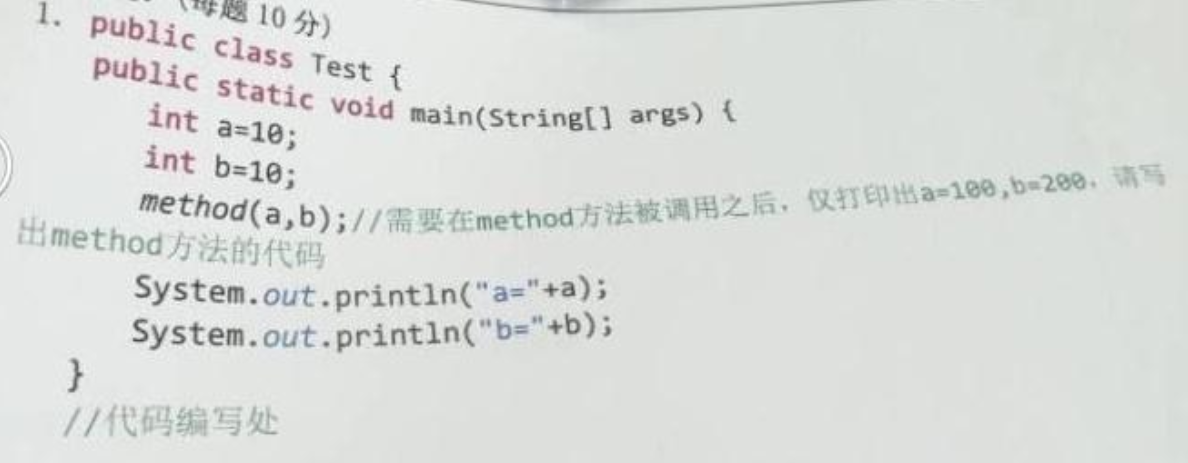 (每题 10 分)
1. public class Test {
public static void main(String[] args) {
int a=10;
int b=10;
method(a,b);//需要在method方法被调用之后，仅打印出a=100,b=200，请写
出method方法的代码
System.out.println("a="+a);
System.out.println("b="+b);
}
//代码编写处